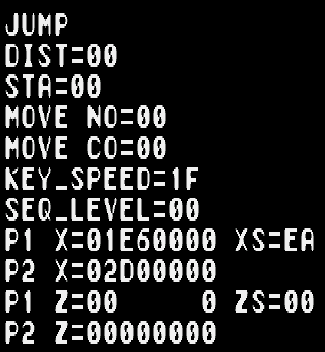 JUMP
DIST=00
STA=00
MOVE NO=00
MOVE CO=00
KEY_SPEED=1F
SEQ_LEVEL=00
P1 X=01E60000 XS=EA
P2 X=02D00000
P1 Z=00      0 ZS=00
P2 Z=00000000